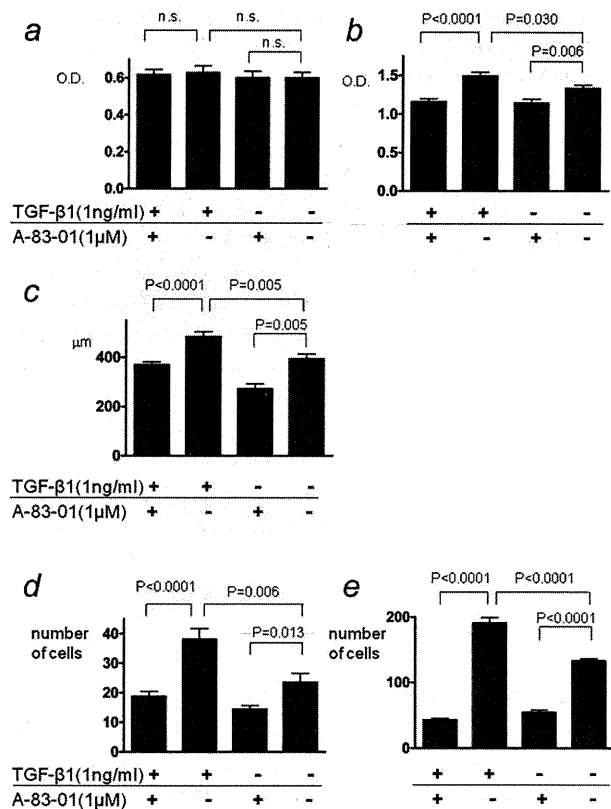 a
n.s.
n.s.
n.s.
O.D.
0.6
0.4
0.2
0.0
TGF-β1(1ng/ml) + + - -
A-83-01(1μM) + - + -
b
P<0.0001
P=0.030
P=0.006
O.D.
1.5
1.0
0.5
0.0
+ + - -
+ - + -
c
P<0.0001
P=0.005
P=0.005
μm
400
200
0
TGF-β1(1ng/ml) + + - -
A-83-01(1μM) + - + -
d
P<0.0001
P=0.006
P=0.013
number
of cells
40
30
20
10
0
TGF-β1(1ng/ml) + + - -
A-83-01(1μM) + - + -
e
P<0.0001
P<0.0001
P<0.0001
number
of cells
200
100
0
+ + - -
+ - + -